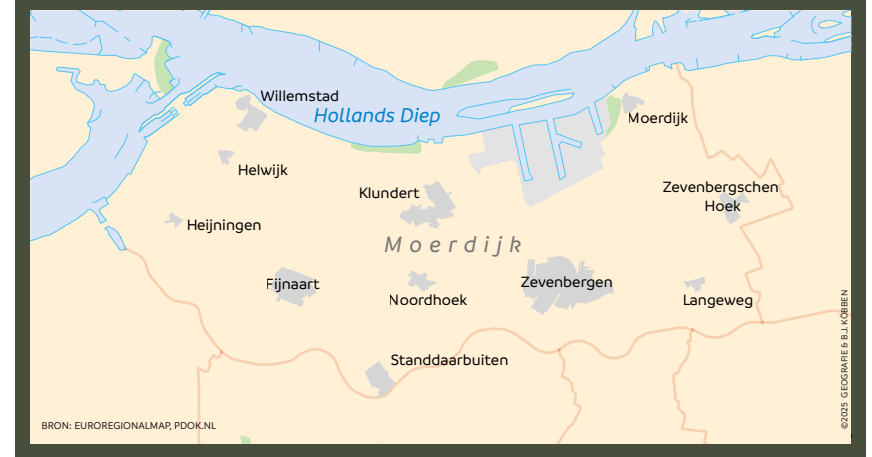 Willemstad
Hollands Diep
Moerdijk
Helwijk
Klundert
Zevenbergschen
Hoek
Heijningen
Moerdijk
Fijnaart
Noordhoek
Zevenbergen
Langeweg
Standdaarbuiten
BRON: EUROREGIONALMAP, PDOK.NL
©2025 GEOGRAFIE & B.J. KÖBBEN